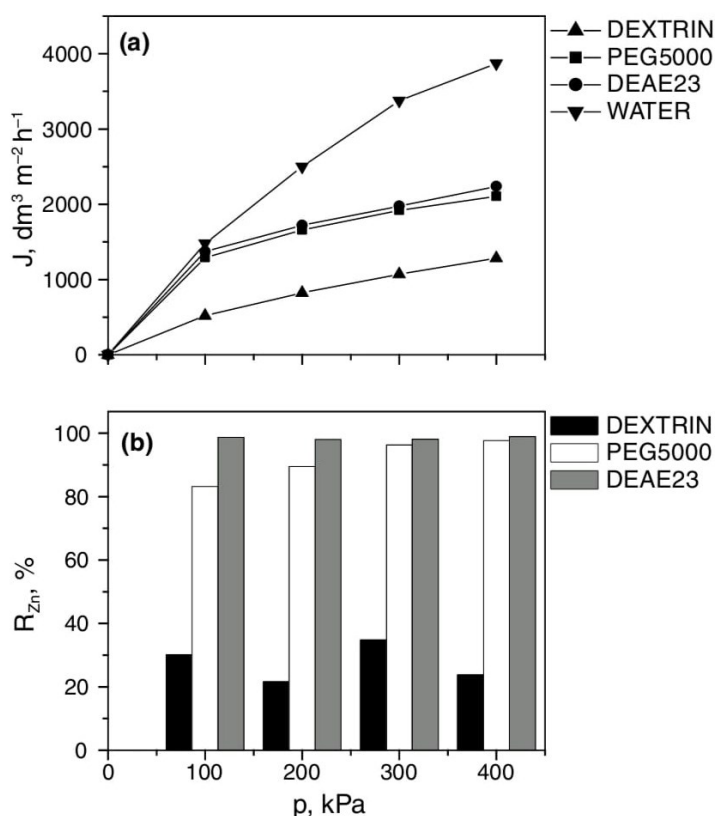 (a)
DEXTRIN
PEG5000
DEAE23
WATER
4000
3000
2000
1000
0
J, dm³ m⁻² h⁻¹
(b)
DEXTRIN
PEG5000
DEAE23
100
80
60
40
20
0
R_Zn, %
0 100 200 300 400
p, kPa